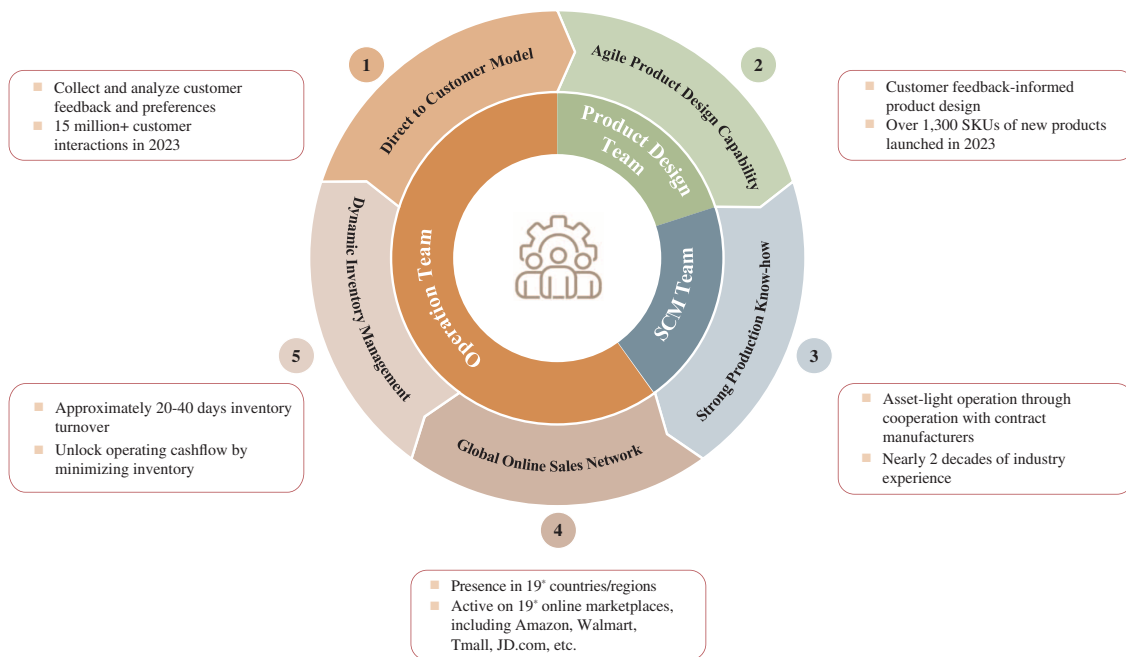 1
Direct to Customer Model
Collect and analyze customer
feedback and preferences
15 million+ customer
interactions in 2023
2
Agile Product Design Capability
Customer feedback-informed
product design
Over 1,300 SKUs of new products
launched in 2023
Product Design
Team
SCM Team
Operation Team
3
Strong Production Know-how
Asset-light operation through
cooperation with contract
manufacturers
Nearly 2 decades of industry
experience
4
Global Online Sales Network
Presence in 19* countries/regions
Active on 19* online marketplaces,
including Amazon, Walmart,
Tmall, JD.com, etc.
5
Dynamic Inventory Management
Approximately 20-40 days inventory
turnover
Unlock operating cashflow by
minimizing inventory